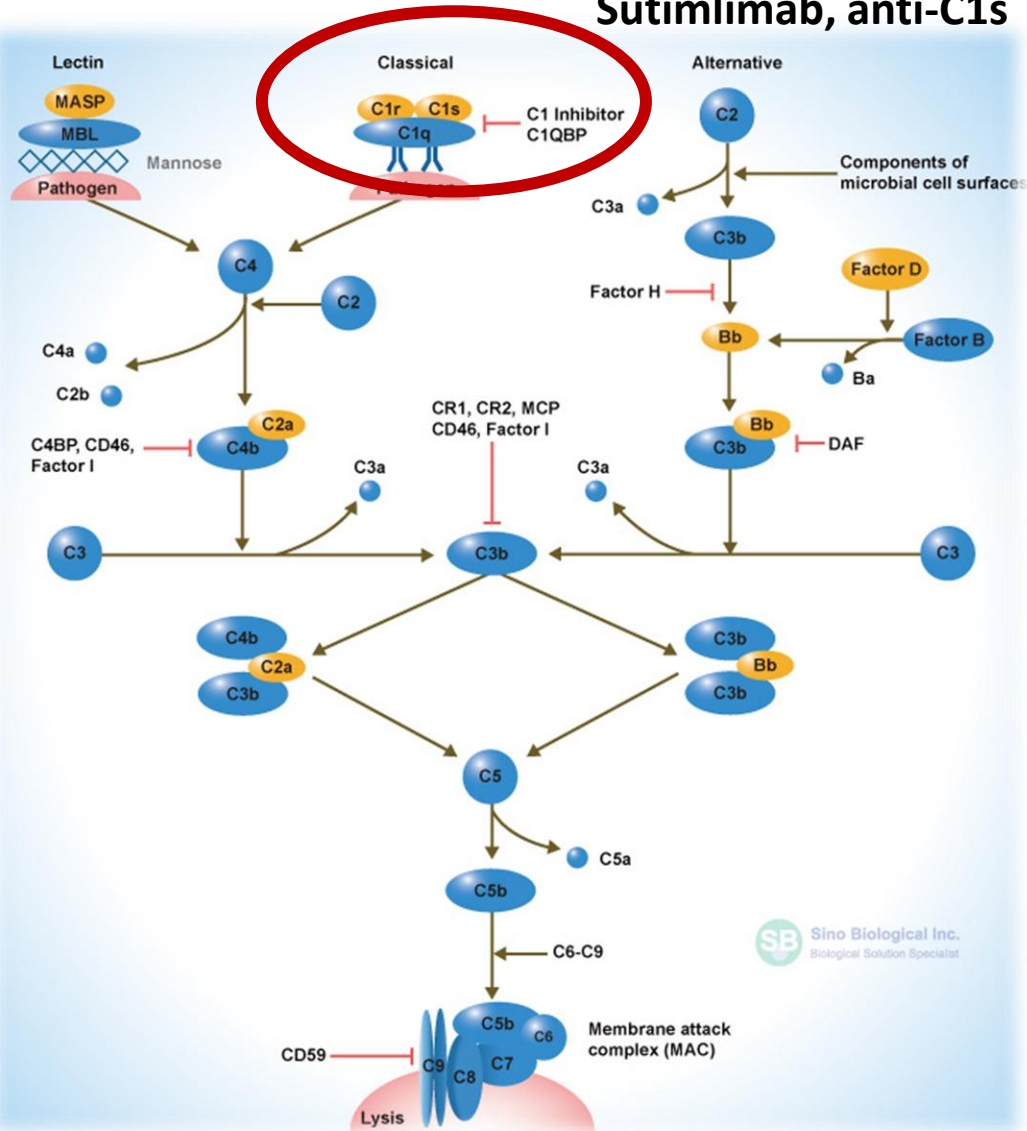 Sutimlimab, anti-C1s
Lectin
Classical
Alternative
MASP
MBL
Mannose
Pathogen
C1r
C1s
C1q
C1 Inhibitor
C1QBP
Pathogen
C2
Components of
microbial cell surfaces
C3a
C3b
Factor H
Factor D
Factor B
Bb
Ba
C4
C2
C4a
C2b
C2a
C4b
C4BP, CD46,
Factor I
CR1, CR2, MCP
CD46, Factor I
Bb
C3b
DAF
C3a
C3a
C3
C3b
C3
C4b
C2a
C3b
C3b
Bb
C3b
C5
C5a
C5b
C6-C9
SB
Sino Biological Inc.
Biological Solution Specialist
C5b
C6
C7
C8
C9
CD59
Membrane attack
complex (MAC)
Lysis